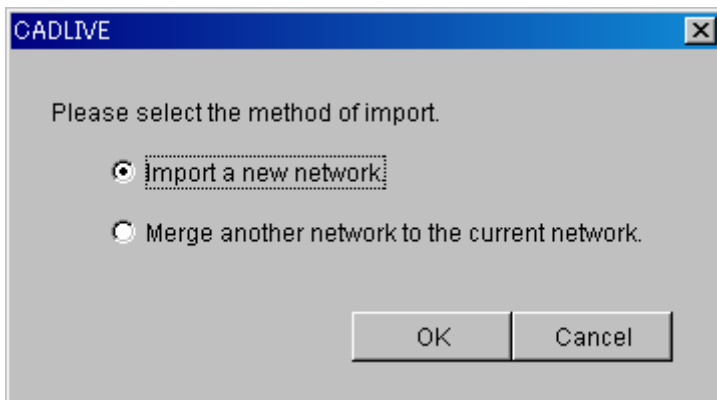 CADLIVE
Please select the method of import.
Import a new network.
Merge another network to the current network.
OK
Cancel